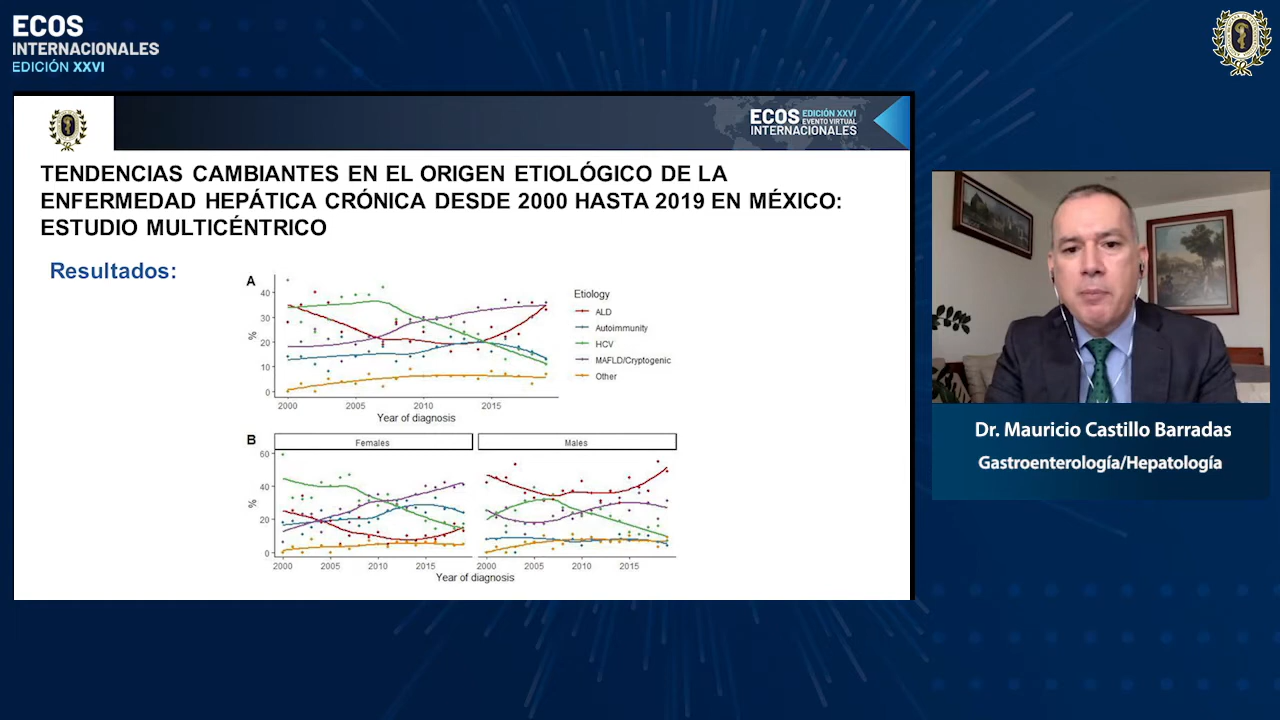 ECOS
INTERNACIONALES
EDICIÓN XXVI
ECOS EDICIÓN XXVI
EVENTO VIRTUAL
INTERNACIONALES
TENDENCIAS CAMBIANTES EN EL ORIGEN ETIOLÓGICO DE LA
ENFERMEDAD HEPÁTICA CRÓNICA DESDE 2000 HASTA 2019 EN MÉXICO:
ESTUDIO MULTICÉNTRICO
Resultados:
A
40
30
20
10
0
%
2000 2005 2010 2015
Year of diagnosis
Etiology
ALD
Autoimmunity
HCV
MAFLD/Cryptogenic
Other
B
Females Males
60
40
20
0
%
2000 2005 2010 2015 2000 2005 2010 2015
Year of diagnosis
Dr. Mauricio Castillo Barradas
Gastroenterología/Hepatología